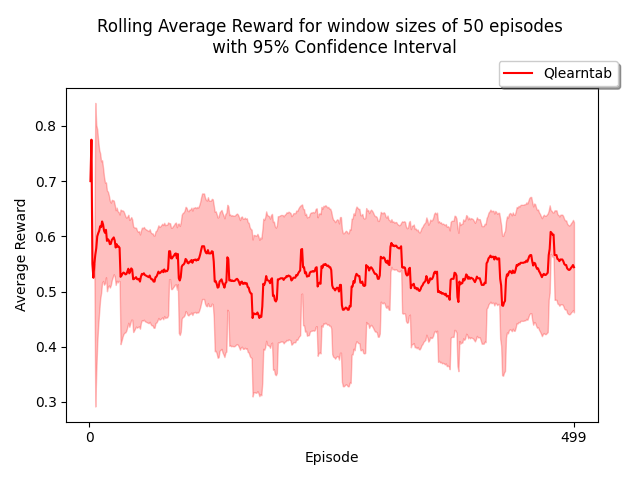 Rolling Average Reward for window sizes of 50 episodes
with 95% Confidence Interval
Qlearntab
0.8
0.7
0.6
0.5
0.4
0.3
Average Reward
0
499
Episode